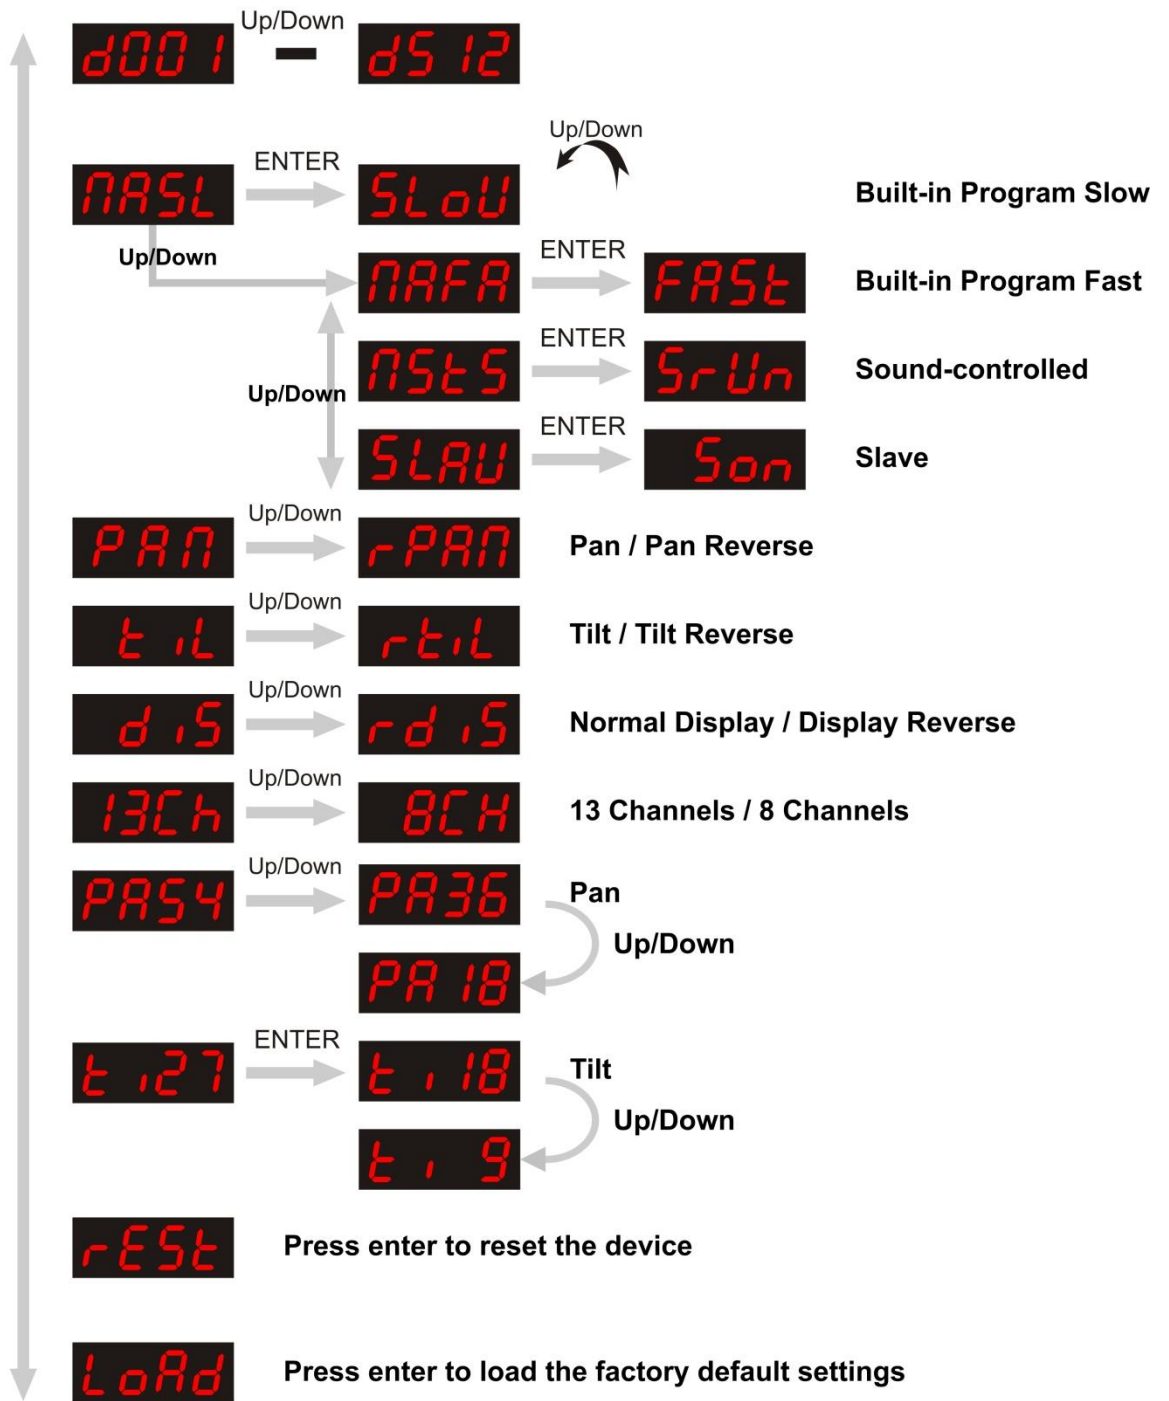 Up/Down
d001 - d512
Up/Down
MASL ENTER SLoU Built-in Program Slow
Up/Down
MAFA ENTER FASt Built-in Program Fast
MStS ENTER SrUn Sound-controlled
Up/Down
SLAU ENTER Son Slave
PAM Up/Down rPAM Pan / Pan Reverse
tiL Up/Down rtiL Tilt / Tilt Reverse
diS Up/Down rdiS Normal Display / Display Reverse
13Ch Up/Down 8CH 13 Channels / 8 Channels
PA54 Up/Down PA36 Pan
Up/Down
PA18
ti27 ENTER ti18 Tilt
Up/Down
ti 9
rESt Press enter to reset the device
LoAd Press enter to load the factory default settings